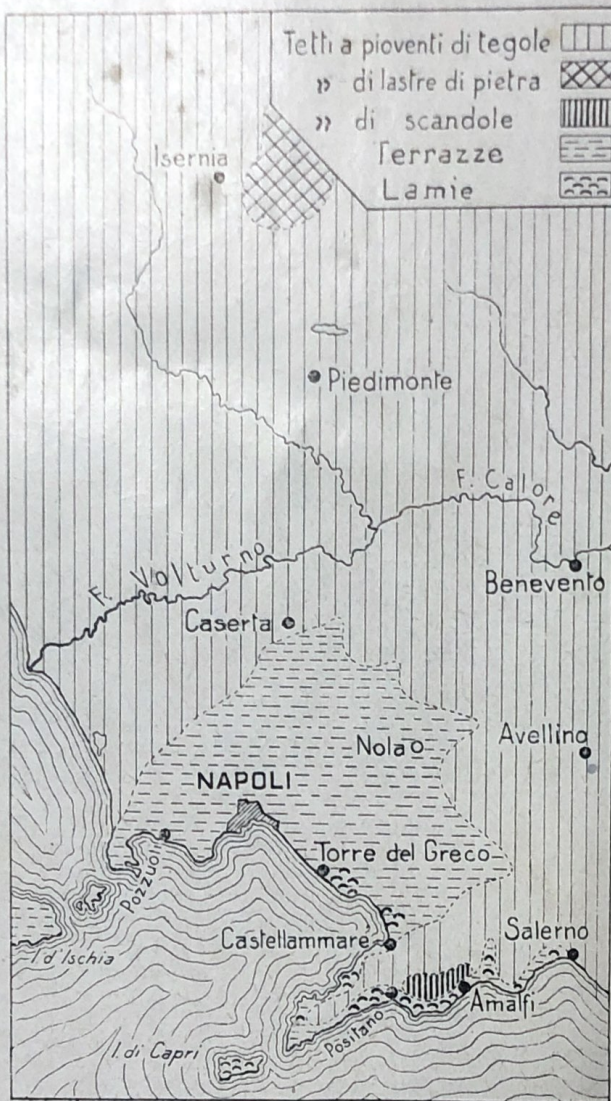 Tetti a pioventi di tegole
» di lastre di pietra
» di scandole
Terrazze
Lamie
Isernia
Piedimonte
F. Calore
F. Volturno
Benevento
Caserta
Nola
Avellino
NAPOLI
Pozzuoli
Torre del Greco
Castellammare
Salerno
I. d'Ischia
Amalfi
Positano
I. di Capri